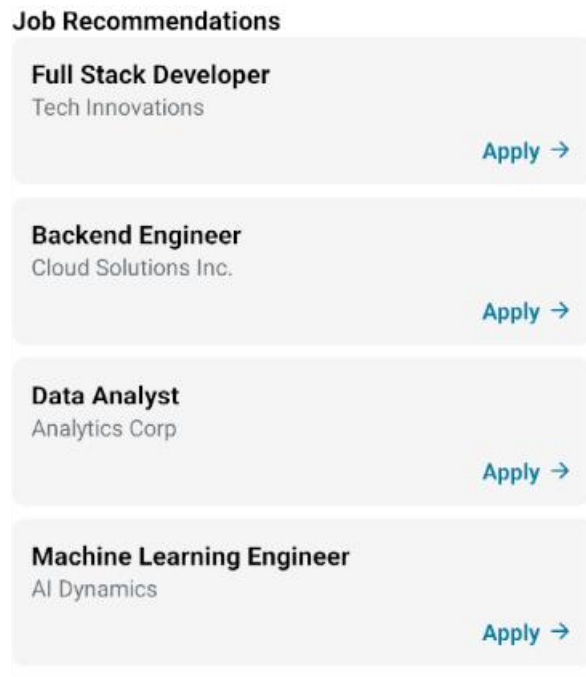 Job Recommendations
Full Stack Developer
Tech Innovations
Apply →
Backend Engineer
Cloud Solutions Inc.
Apply →
Data Analyst
Analytics Corp
Apply →
Machine Learning Engineer
AI Dynamics
Apply →